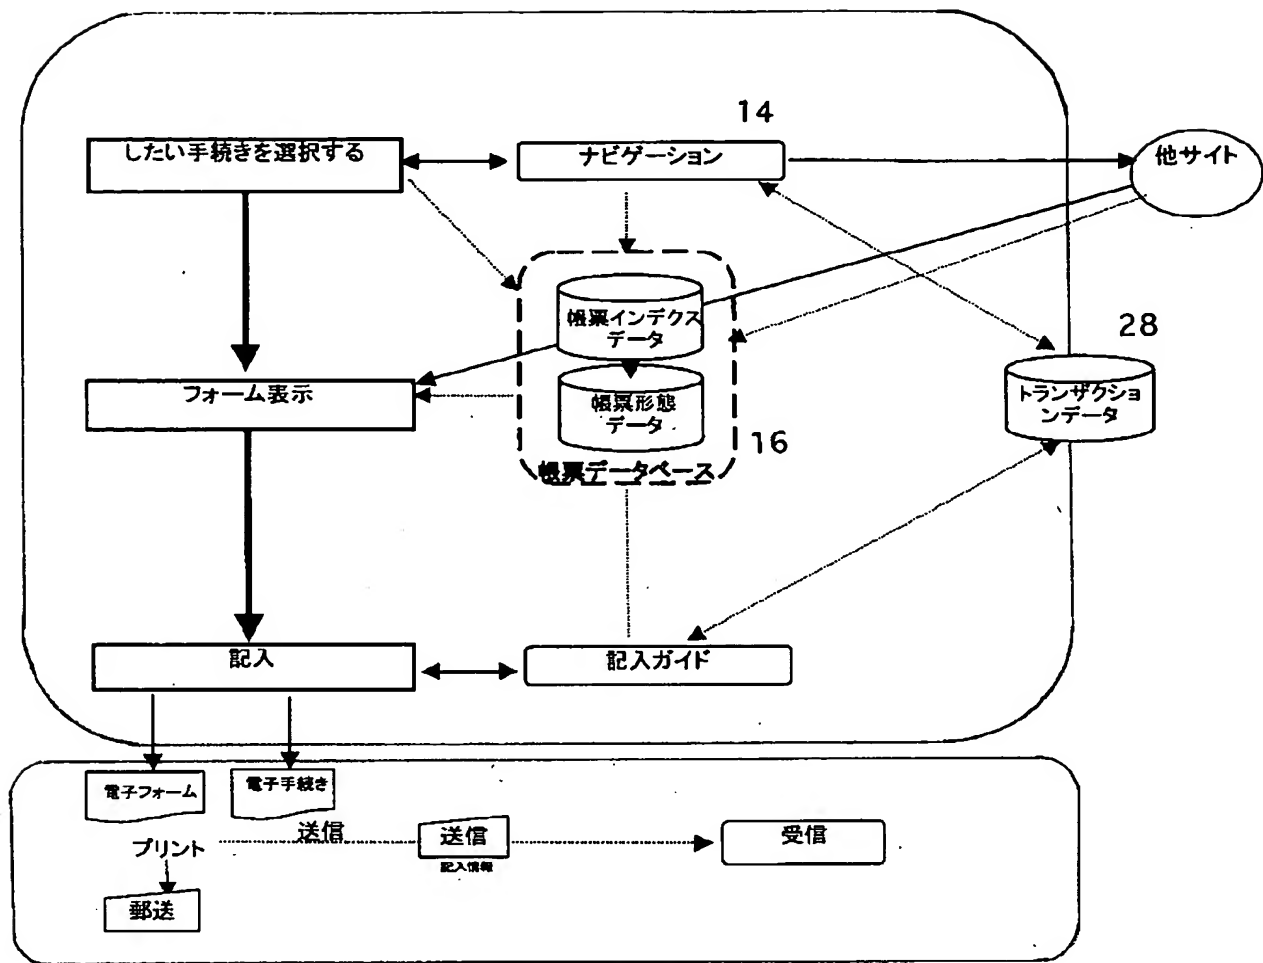 14
したい手続きを選択する
ナビゲーション
他サイト
帳票インデクス
データ
28
フォーム表示
帳票形態
データ
トランザクショ
ンデータ
16
帳票データベース
記入
記入ガイド
電子フォーム
電子手続き
送信
送信
受信
プリント
記入情報
郵送